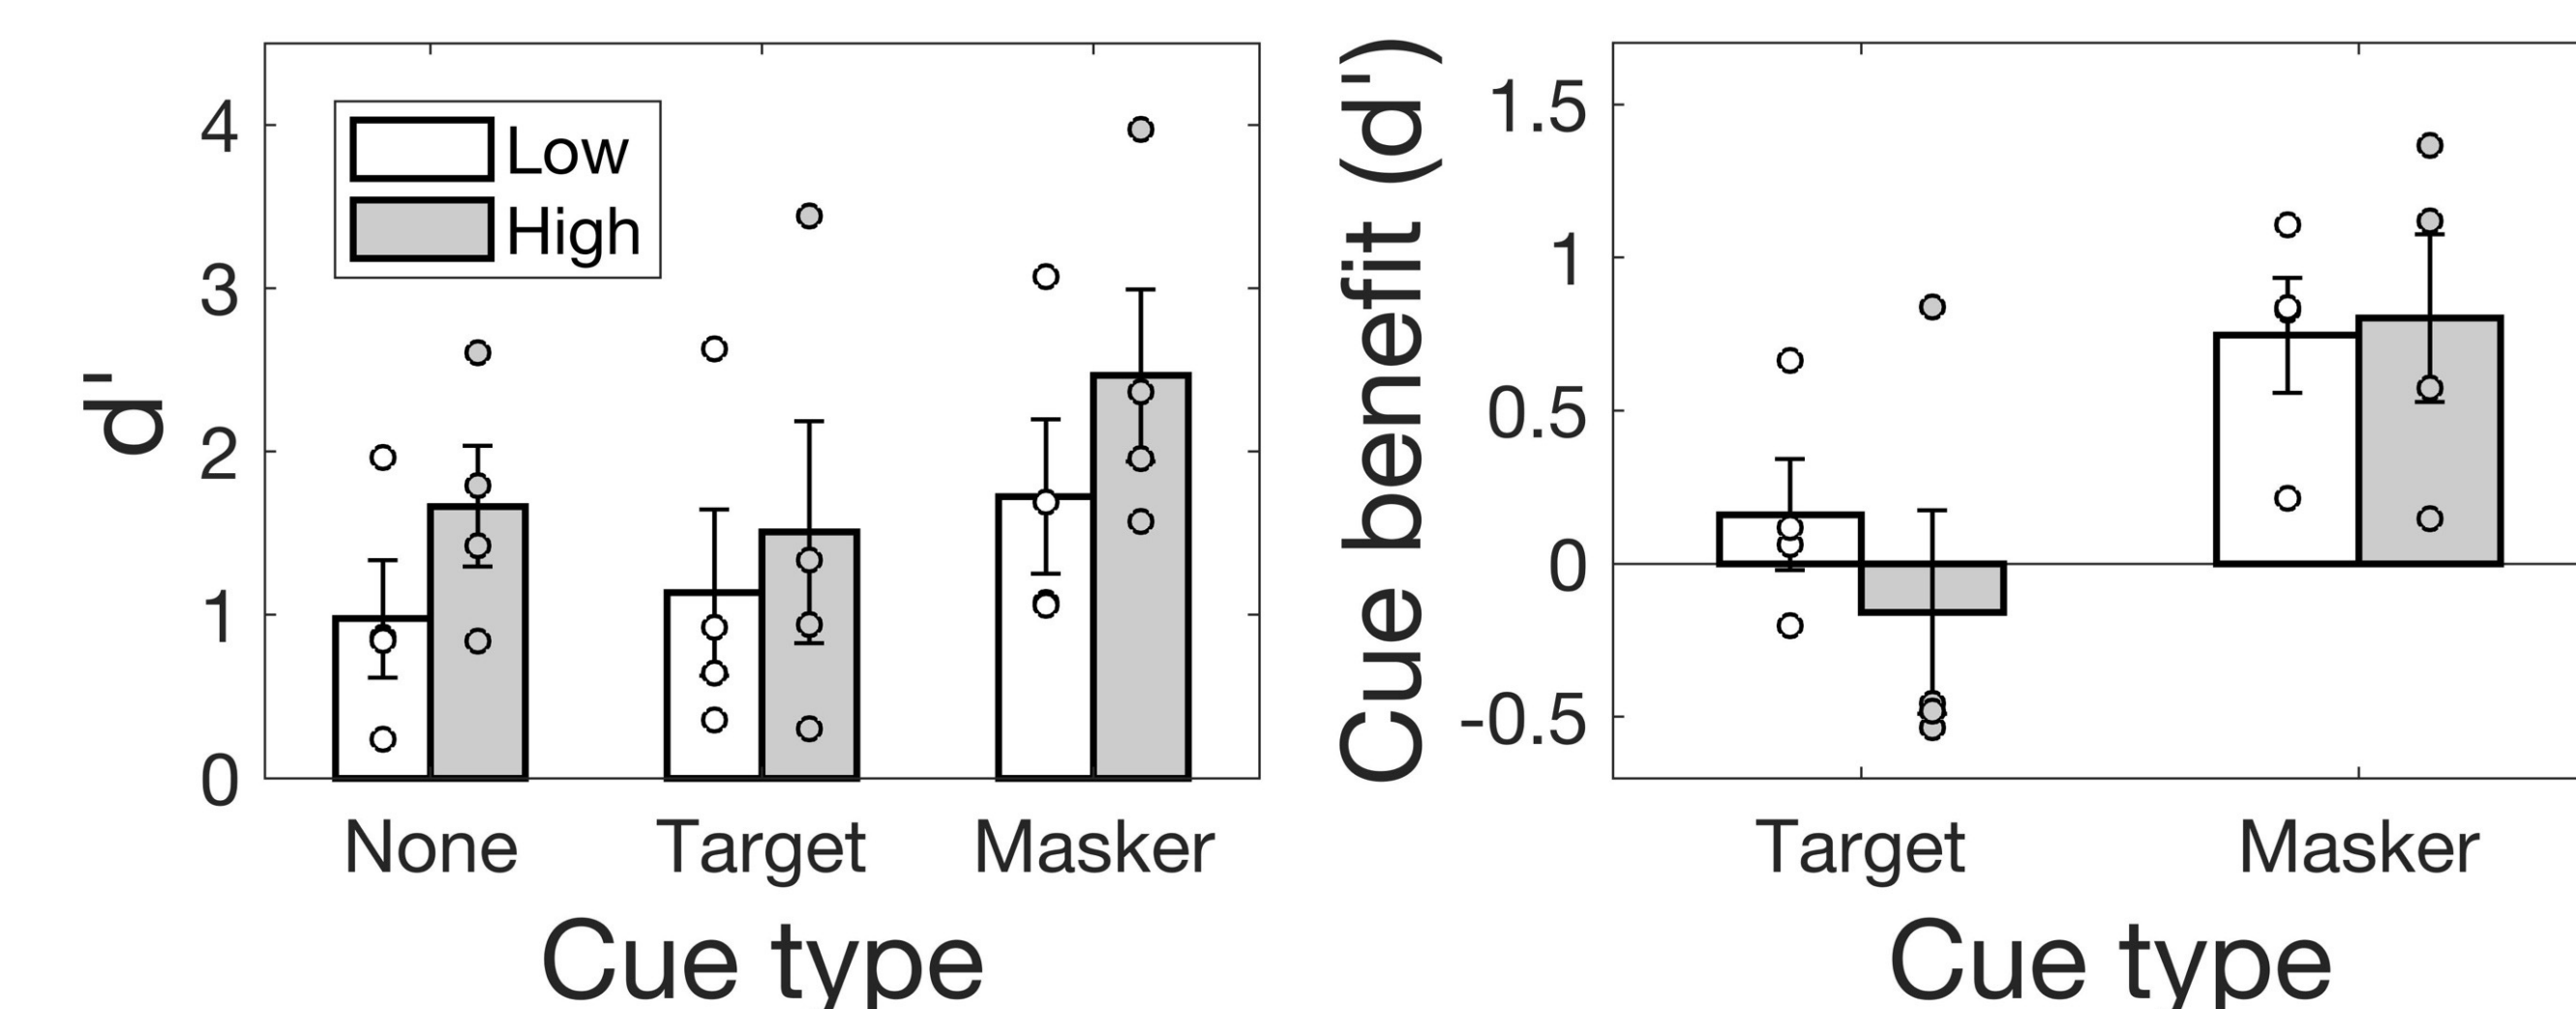 d'
4
3
2
1
0
Low
High
None Target Masker
Cue type
Cue benefit (d')
1.5
1
0.5
0
-0.5
Target Masker
Cue type